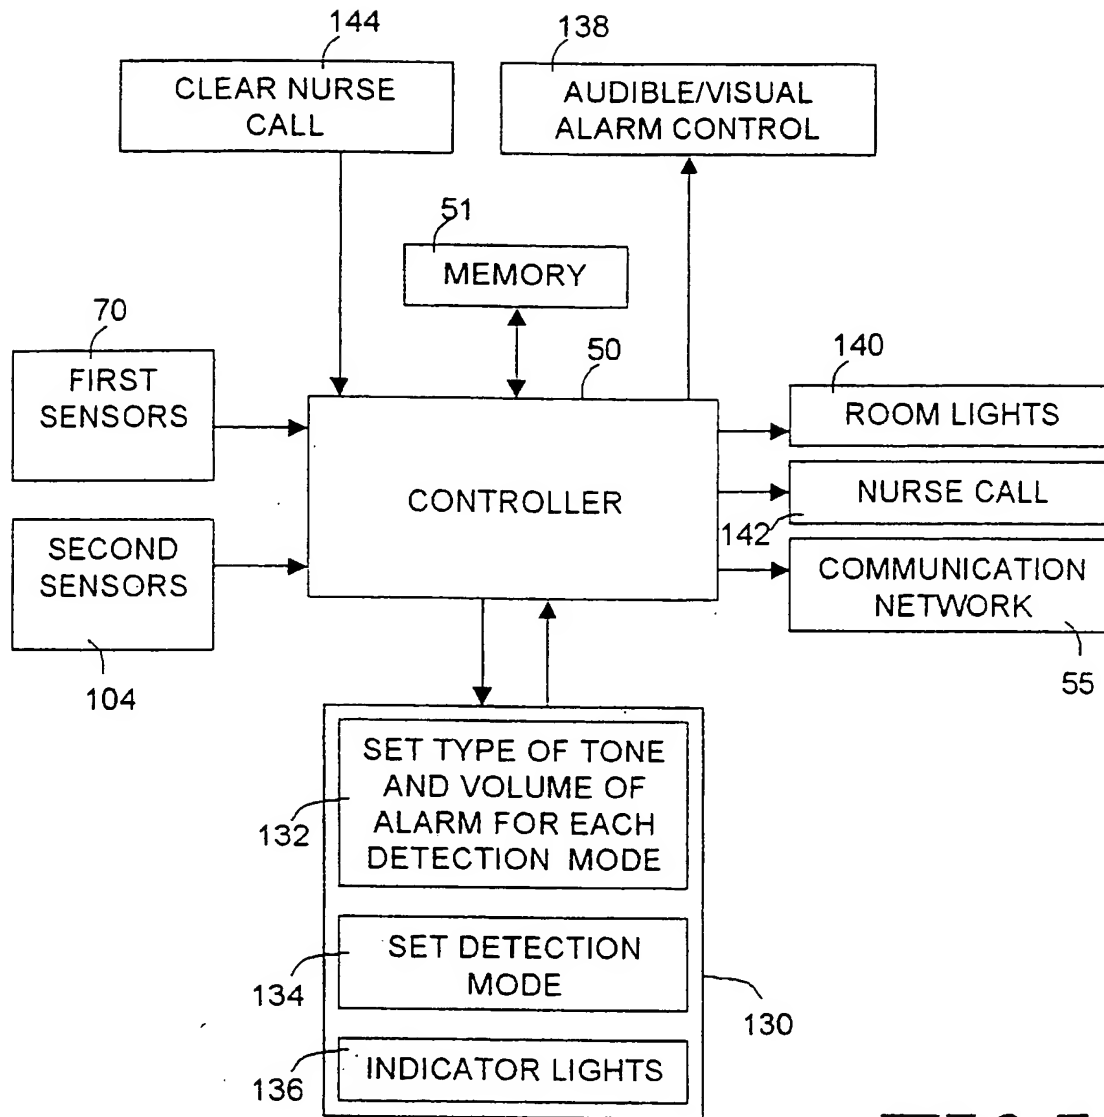 144
CLEAR NURSE
CALL
138
AUDIBLE/VISUAL
ALARM CONTROL
51
MEMORY
70
FIRST
SENSORS
50
CONTROLLER
140
ROOM LIGHTS
NURSE CALL
142
SECOND
SENSORS
104
COMMUNICATION
NETWORK
55
SET TYPE OF TONE
AND VOLUME OF
ALARM FOR EACH
DETECTION MODE
132
SET DETECTION
MODE
134
130
INDICATOR LIGHTS
136